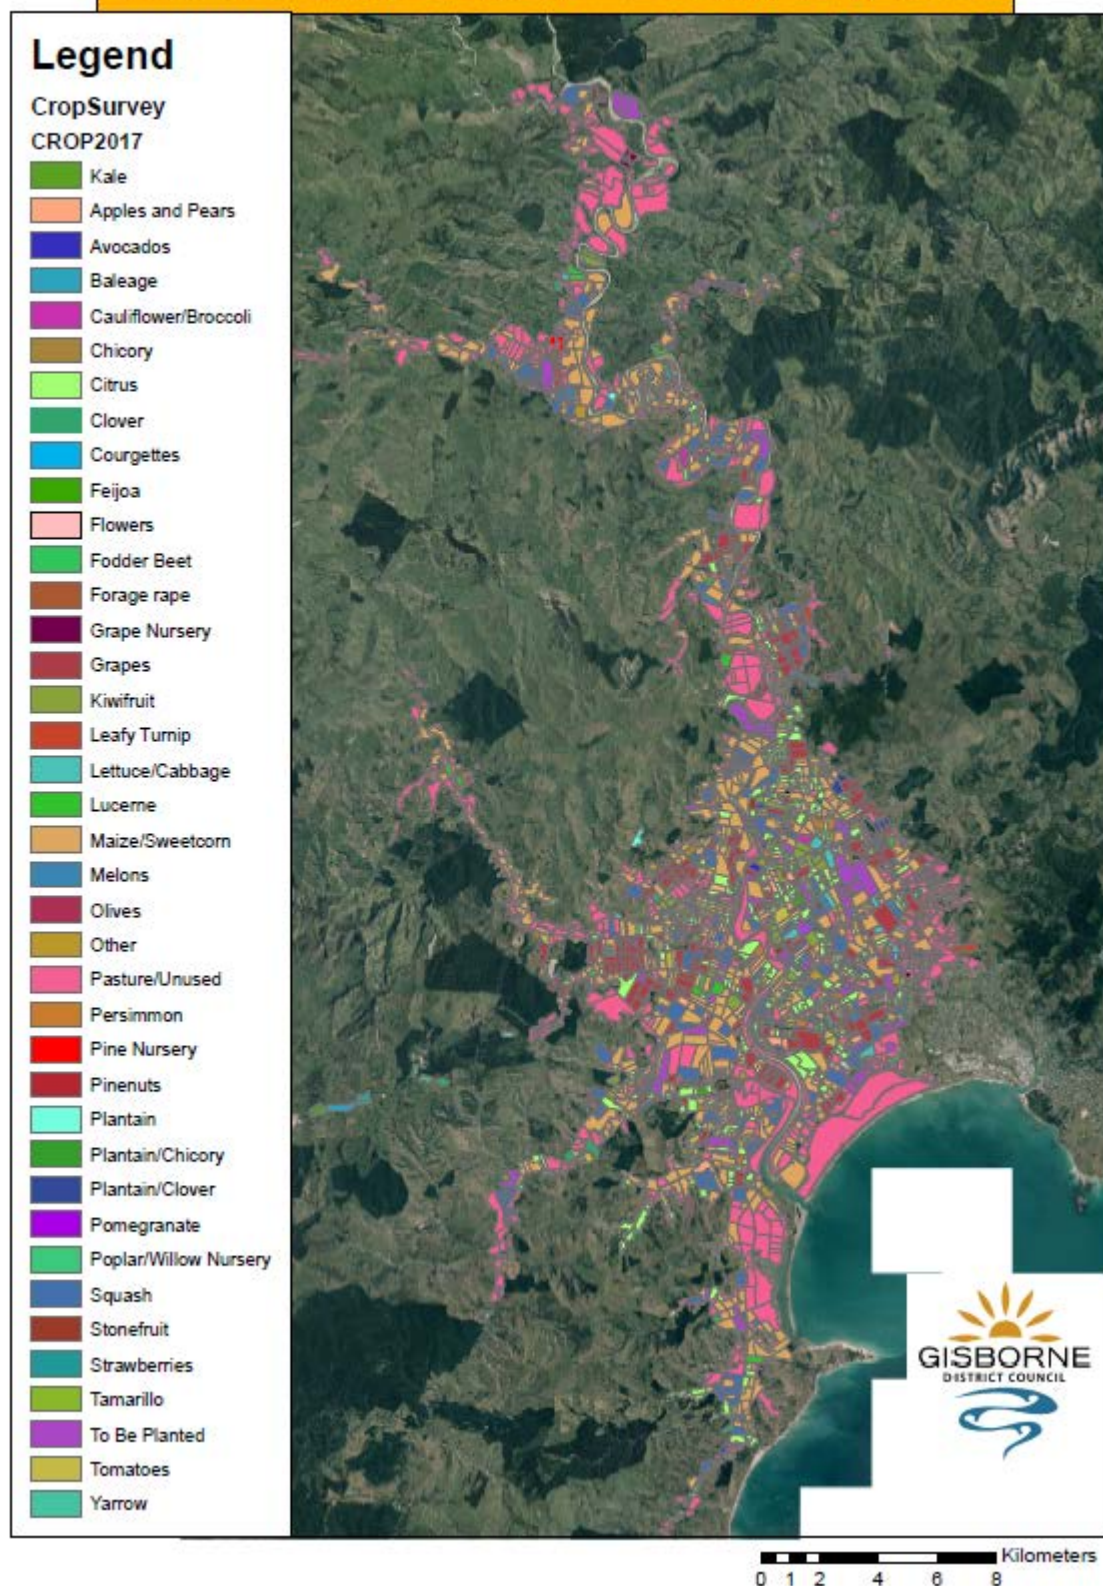 Legend
CropSurvey
CROP2017
Kale
Apples and Pears
Avocados
Baleage
Cauliflower/Broccoli
Chicory
Citrus
Clover
Courgettes
Feijoa
Flowers
Fodder Beet
Forage rape
Grape Nursery
Grapes
Kiwifruit
Leafy Turnip
Lettuce/Cabbage
Lucerne
Maize/Sweetcorn
Melons
Olives
Other
Pasture/Unused
Persimmon
Pine Nursery
Pinenuts
Plantain
Plantain/Chicory
Plantain/Clover
Pomegranate
Poplar/Willow Nursery
Squash
Stonefruit
Strawberries
Tamarillo
To Be Planted
Tomatoes
Yarrow
GISBORNE
DISTRICT COUNCIL
Kilometers
0 1 2 4 6 8